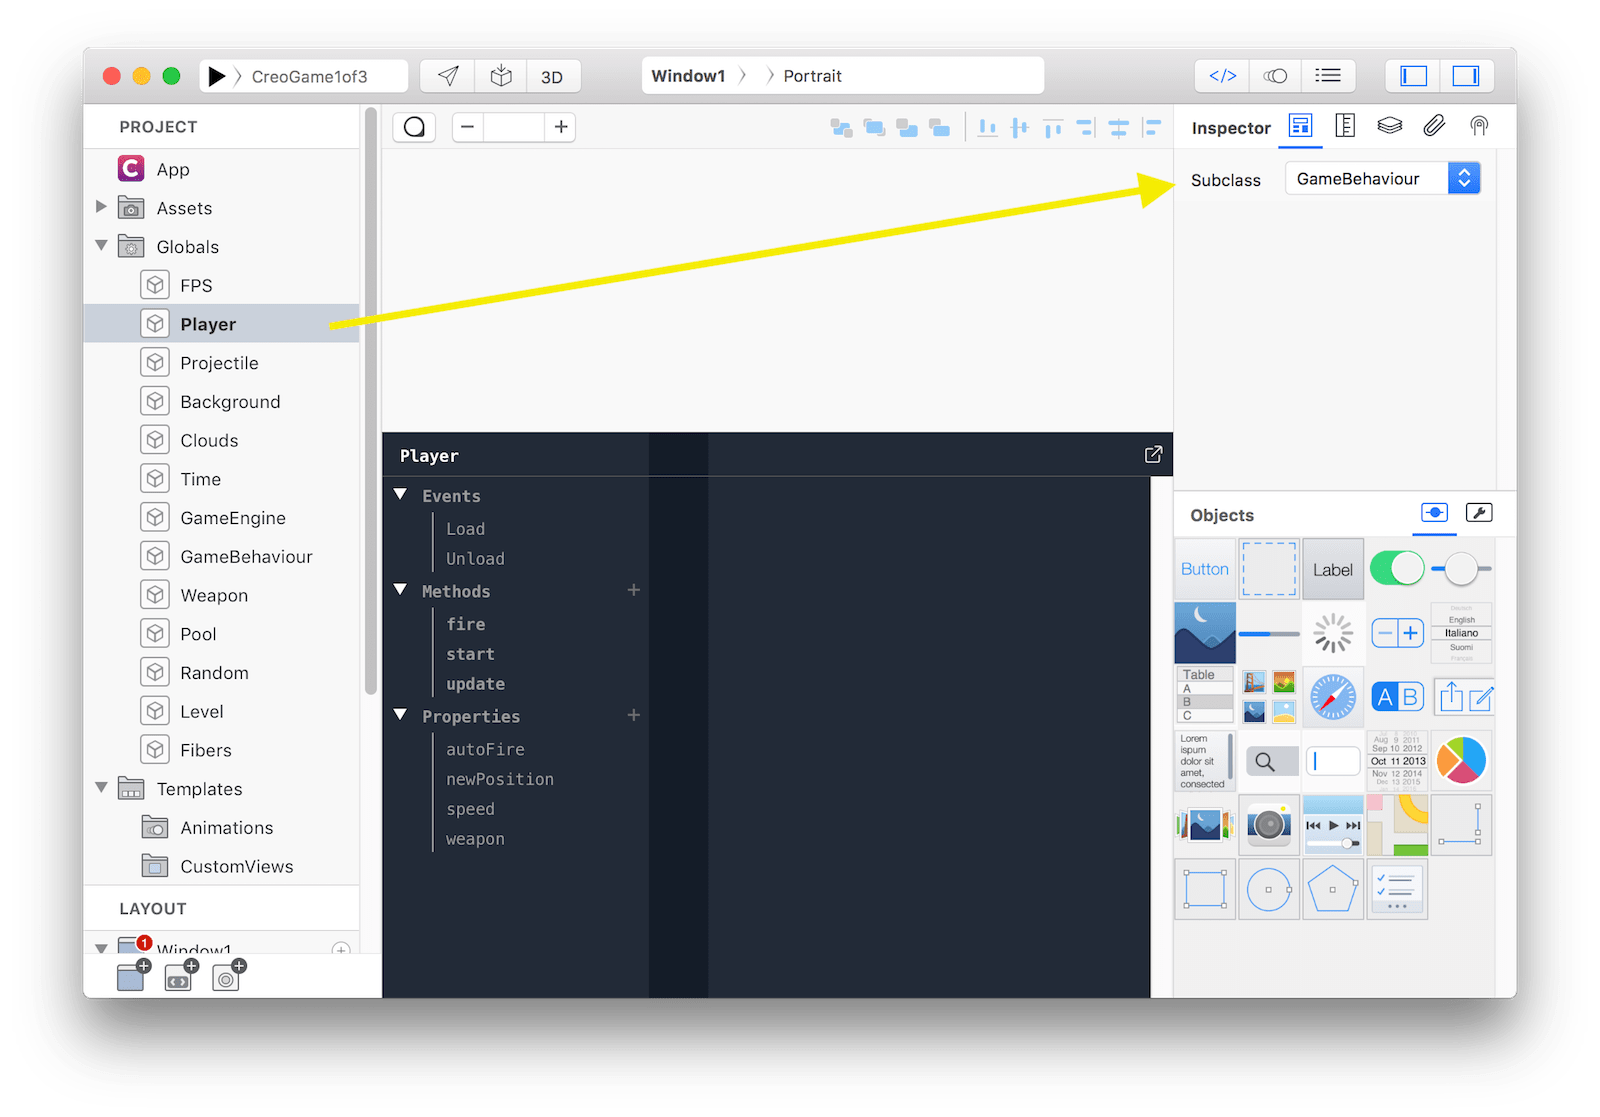 CreoGame1of3
3D
Window1
Portrait
</>
PROJECT
App
Assets
Globals
FPS
Player
Projectile
Background
Clouds
Time
GameEngine
GameBehaviour
Weapon
Pool
Random
Level
Fibers
Templates
Animations
CustomViews
LAYOUT
1
Window1
Player
Events
Load
Unload
Methods
fire
start
update
Properties
autoFire
newPosition
speed
weapon
Inspector
Subclass
GameBehaviour
Objects
Button
Label
Deutsch
English
Italiano
Suomi
Français
Table
A
B
C
A B
Lorem
ispum
dolor sit
amet,
consected
Aug 9 2011
Sep 10 2012
Oct 11 2013
Nov 12 2014
Dec 13 2015